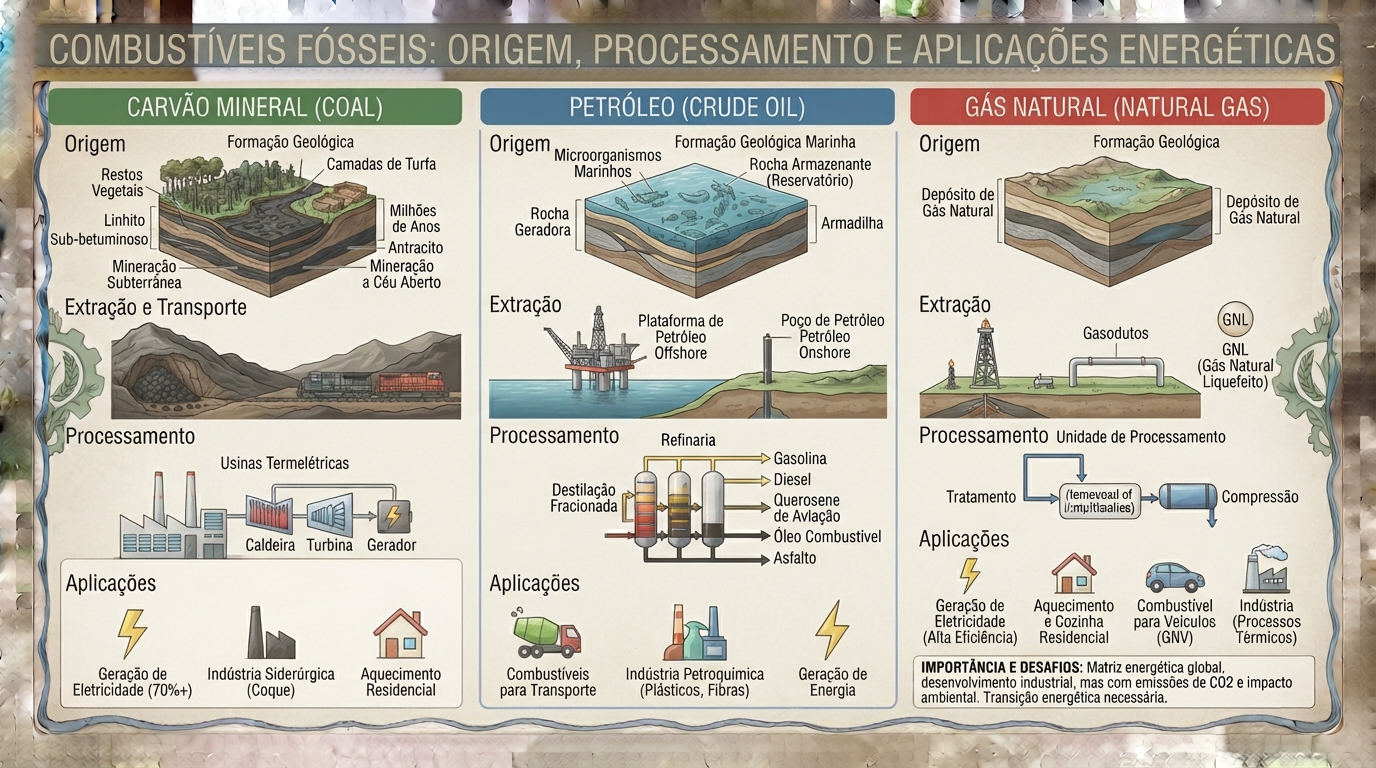 COMBUSTÍVEIS FÓSSEIS: ORIGEM, PROCESSAMENTO E APLICAÇÕES ENERGÉTICAS
CARVÃO MINERAL (COAL)
Origem
Formação Geológica
Camadas de Turfa
Restos
Vegetais
Linhito
Sub-betuminoso
Milhões
de Anos
Antracito
Mineração
Subterrânea
Mineração
a Céu Aberto
Extração e Transporte
Processamento
Usinas Termelétricas
Caldeira
Turbina
Gerador
Aplicações
Geração de
Eletricidade (70%+)
Indústria Siderúrgica
(Coque)
Aquecimento
Residencial
PETRÓLEO (CRUDE OIL)
Origem
Formação Geológica Marinha
Microorganismos
Marinhos
Rocha Armazenante
(Reservatório)
Rocha
Geradora
Armadilha
Extração
Plataforma de
Petróleo
Offshore
Poço de Petróleo
Petróleo
Onshore
Processamento
Refinaria
Destilação
Fracionada
Gasolina
Diesel
Querosene
de Aviação
Óleo Combustível
Asfalto
Aplicações
Combustíveis
para Transporte
Indústria Petroquímica
(Plásticos, Fibras)
Geração de
Energia
GÁS NATURAL (NATURAL GAS)
Origem
Formação Geológica
Depósito de
Gás Natural
Depósito de
Gás Natural
Extração
Gasodutos
GNL
GNL
(Gás Natural
Liquefeito)
Processamento
Unidade de Processamento
Tratamento
of
Compressão
Aplicações
Geração de
Eletricidade
(Alta Eficiência)
Aquecimento
e Cozinha
Residencial
Combustível
para Veículos
(GNV)
Indústria
(Processos
Térmicos)
IMPORTÂNCIA E DESAFIOS: Matriz energética global,
desenvolvimento industrial, mas com emissões de CO2 e impacto
ambiental. Transição energética necessária.